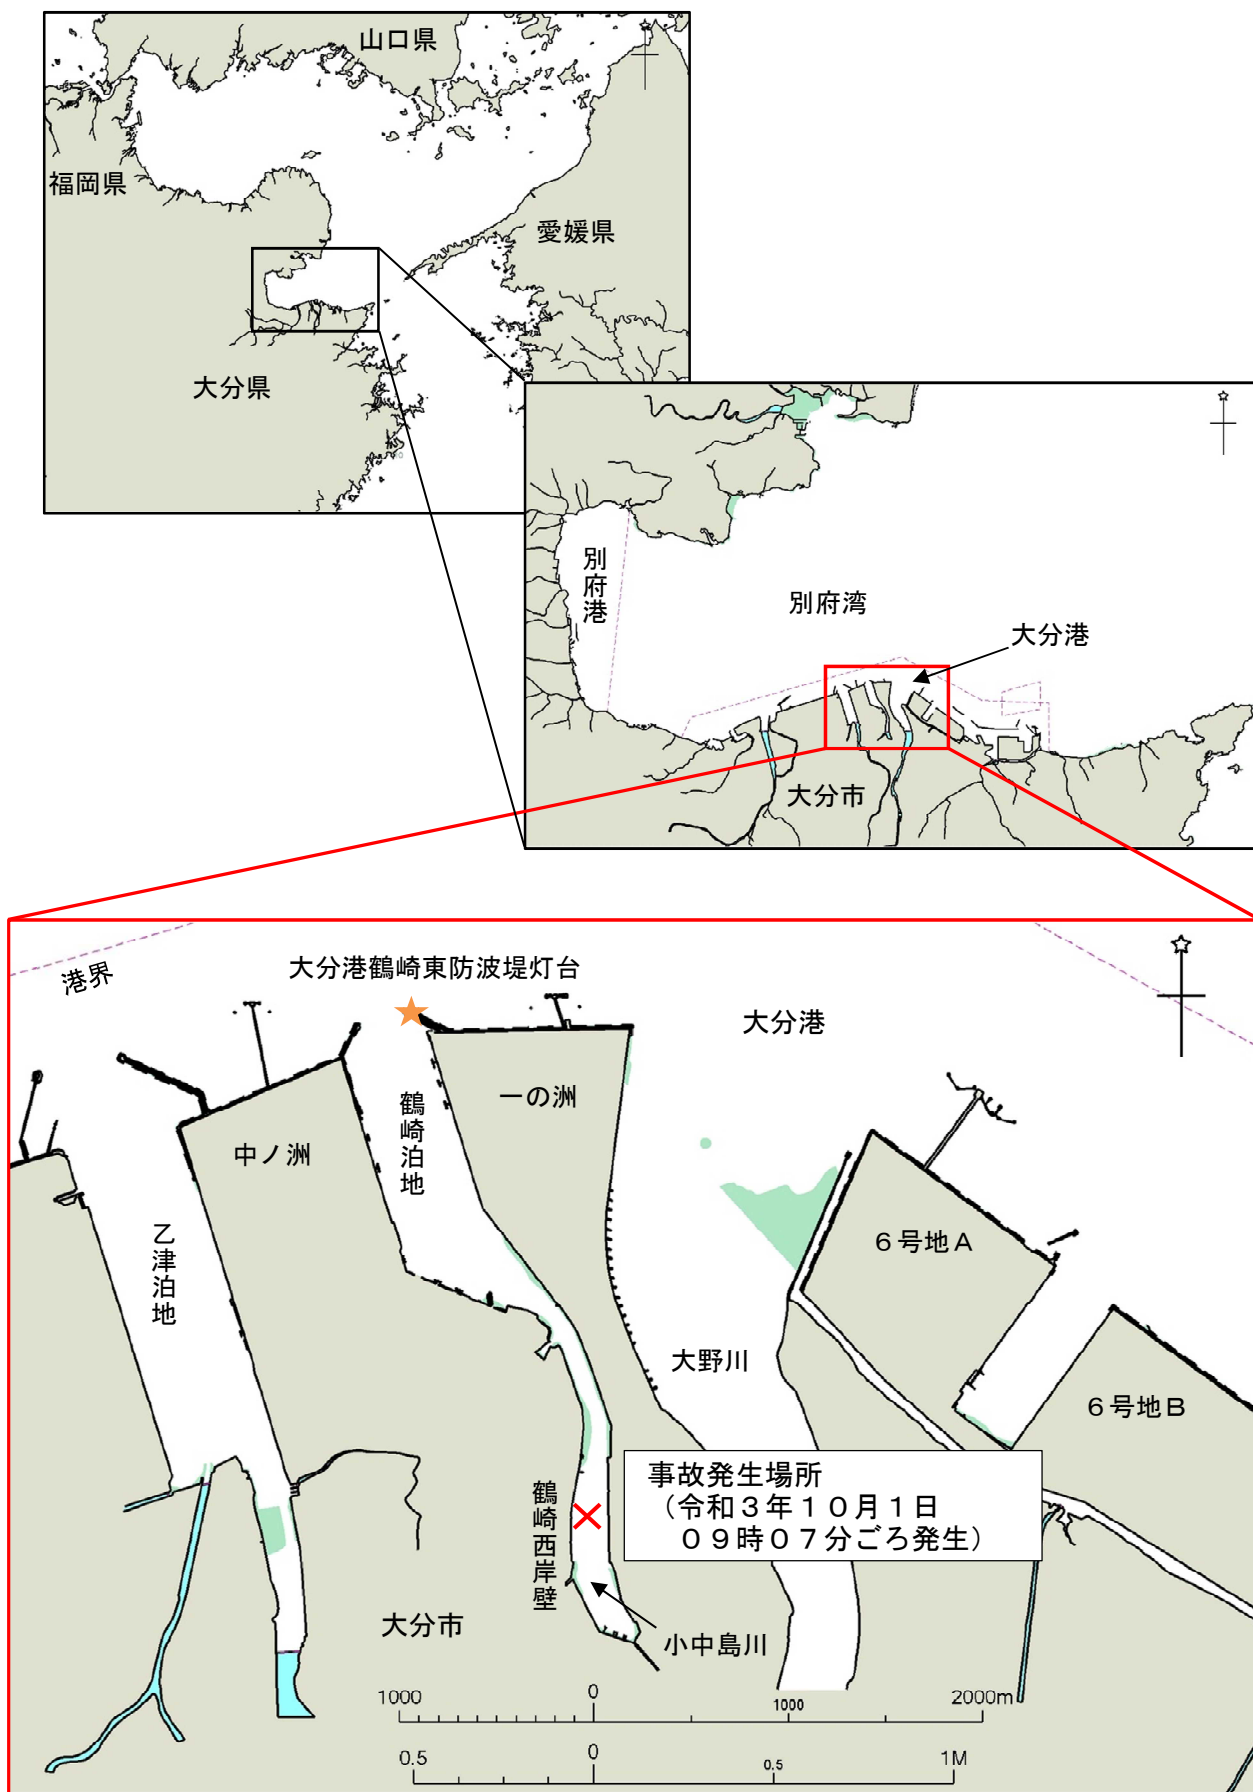 山口県
福岡県
愛媛県
大分県
別府港
別府湾
大分港
大分市
港界
大分港鶴崎東防波堤灯台
大分港
一の洲
鶴崎泊地
中ノ洲
乙津泊地
６号地Ａ
大野川
６号地Ｂ
事故発生場所
（令和３年１０月１日
０９時０７分ごろ発生）
鶴崎西岸壁
大分市
小中島川
1000 0 1000 2000m
0.5 0 0.5 1M